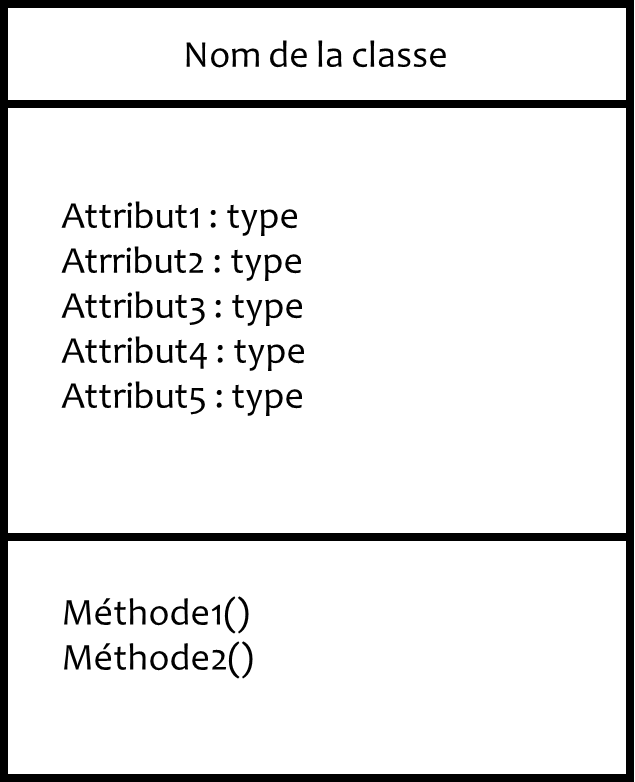 Nom de la classe
Attribut1 : type
Atrribut2 : type
Attribut3 : type
Attribut4 : type
Attribut5 : type
Méthode1()
Méthode2()